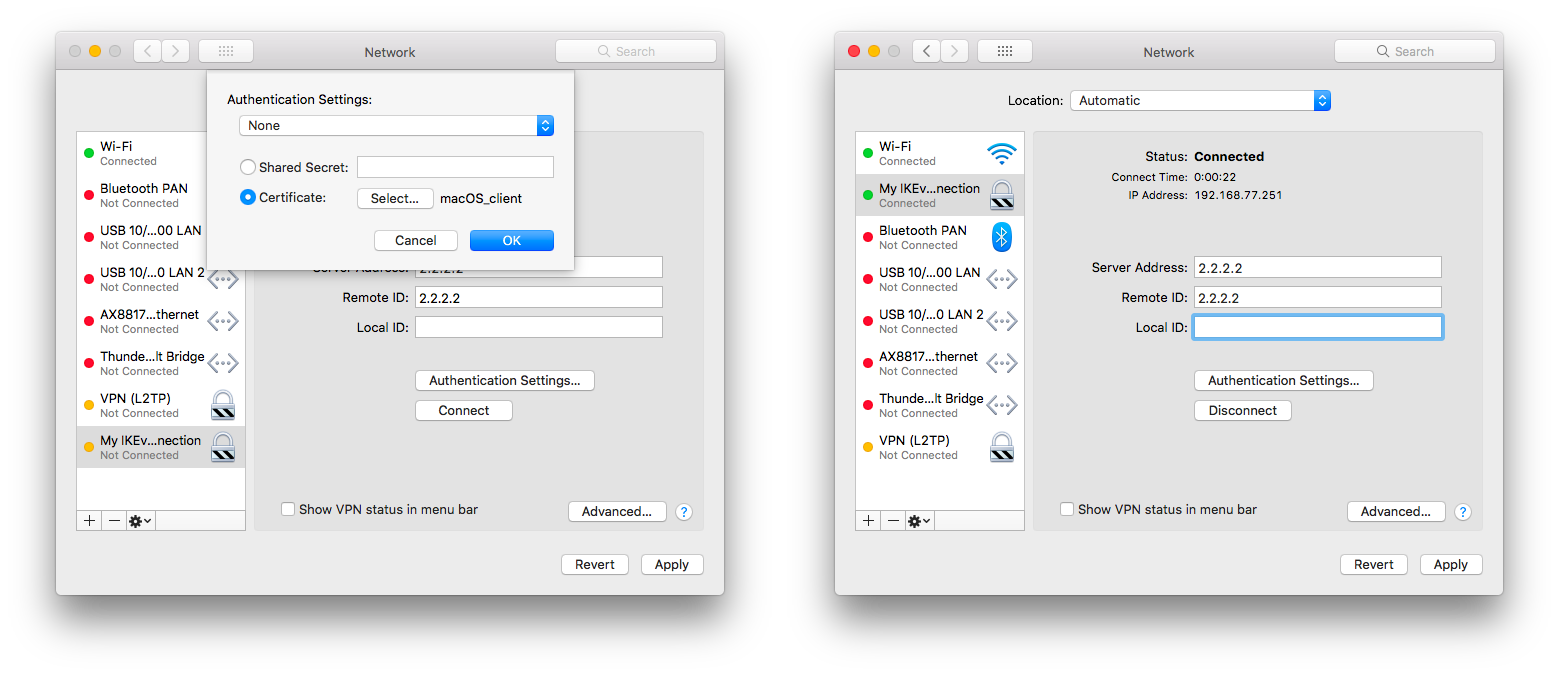 Network
Search
Authentication Settings:
None
Shared Secret:
Certificate:
Select...
macOS_client
Cancel
OK
Wi-Fi
Connected
Bluetooth PAN
Not Connected
USB 10/...00 LAN
Not Connected
USB 10/...0 LAN 2
Not Connected
AX8817...thernet
Not Connected
Thunde...lt Bridge
Not Connected
VPN (L2TP)
Not Connected
My IKEv...nection
Not Connected
Server Address: 2.2.2.2
Remote ID: 2.2.2.2
Local ID:
Authentication Settings...
Connect
Show VPN status in menu bar
Advanced...
?
Revert
Apply
Network
Search
Location: Automatic
Wi-Fi
Connected
My IKEv...nection
Connected
Bluetooth PAN
Not Connected
USB 10/...00 LAN
Not Connected
USB 10/...0 LAN 2
Not Connected
AX8817...thernet
Not Connected
Thunde...lt Bridge
Not Connected
VPN (L2TP)
Not Connected
Status: Connected
Connect Time: 0:00:22
IP Address: 192.168.77.251
Server Address: 2.2.2.2
Remote ID: 2.2.2.2
Local ID:
Authentication Settings...
Disconnect
Show VPN status in menu bar
Advanced...
?
Revert
Apply